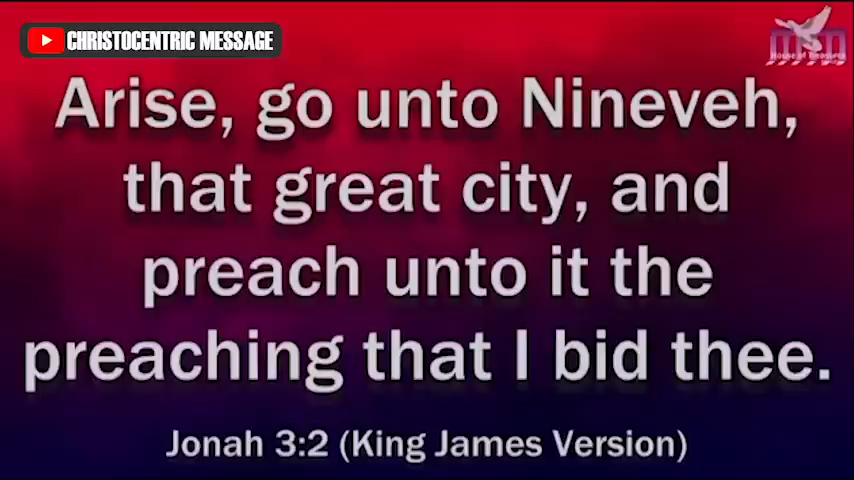 CHRISTOCENTRIC MESSAGE
Arise, go unto Nineveh,
that great city, and
preach unto it the
preaching that I bid thee.
Jonah 3:2 (King James Version)